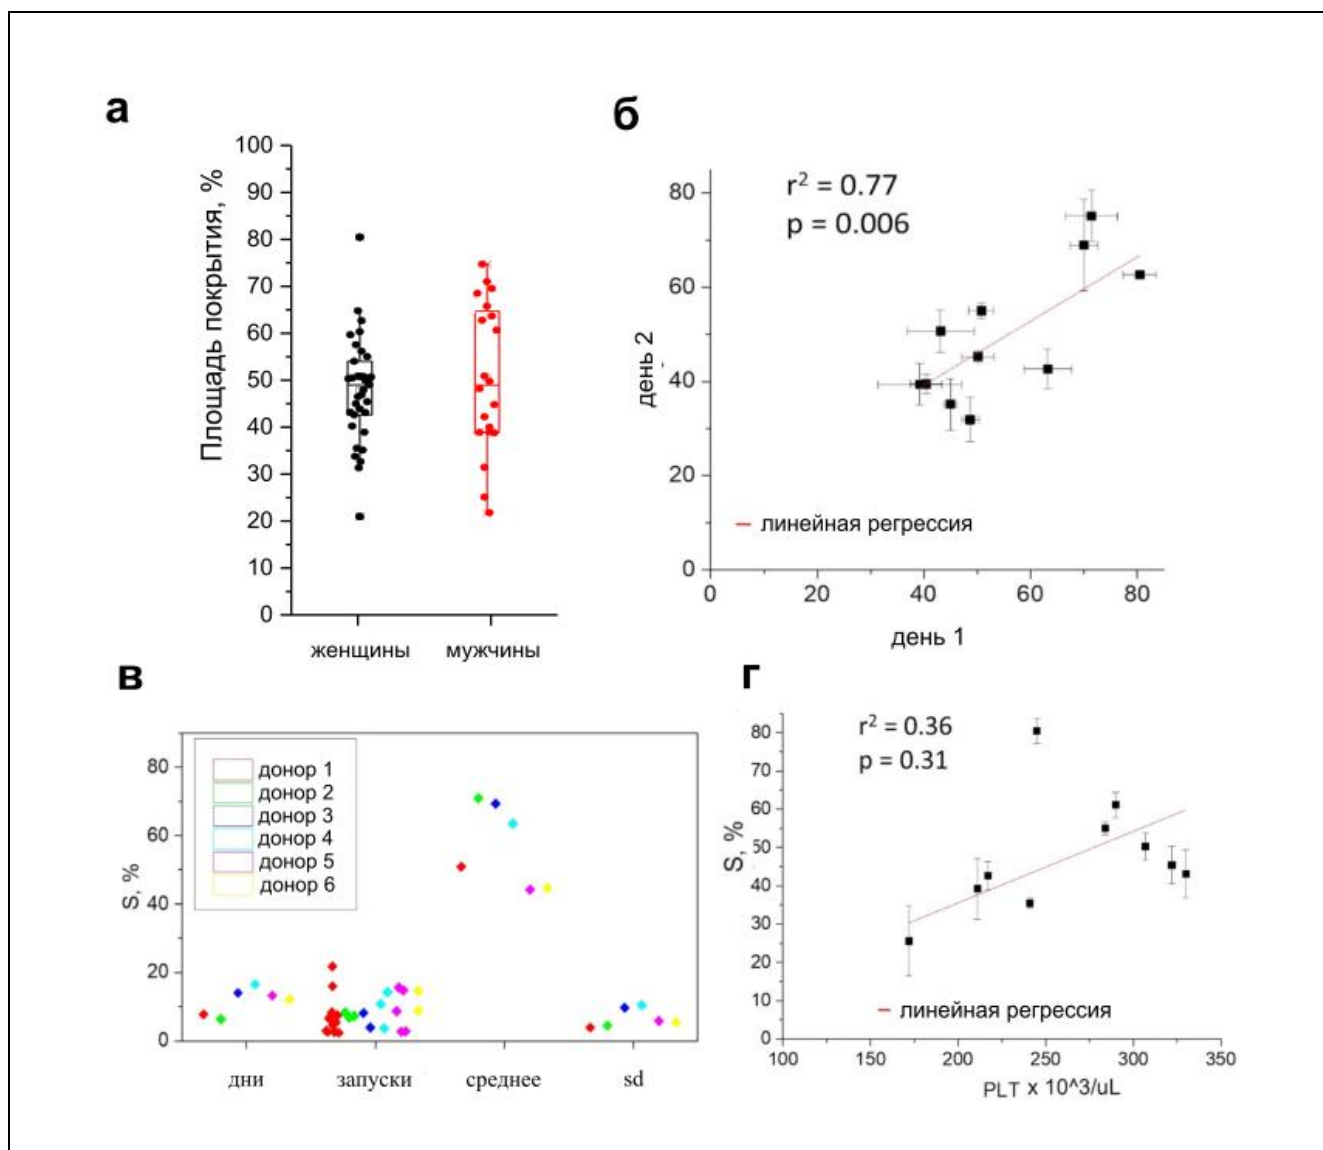 а
100
90
80
70
60
50
40
30
20
10
0
Площадь покрытия, %
женщины
мужчины
б
r² = 0.77
p = 0.006
80
60
40
20
0
день 2
линейная регрессия
0 20 40 60 80
день 1
в
80
60
40
20
0
S, %
донор 1
донор 2
донор 3
донор 4
донор 5
донор 6
дни запуски среднее sd
г
r² = 0.36
p = 0.31
80
70
60
50
40
30
20
10
0
S, %
линейная регрессия
100 150 200 250 300 350
PLT x 10^3/uL